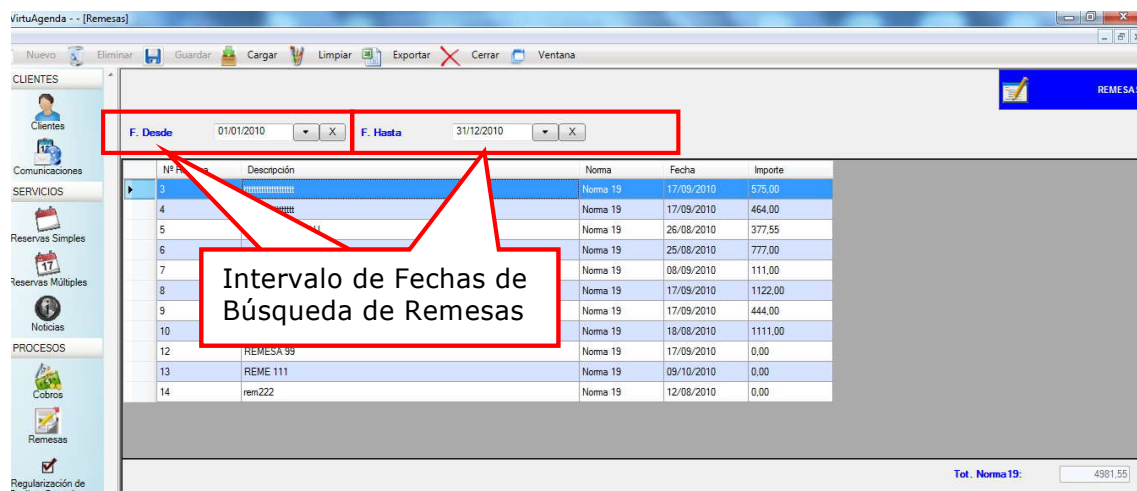 VirtuAgenda - - [Remesas]
Nuevo Eliminar Guardar Cargar Limpiar Exportar Cerrar Ventana
CLIENTES
Clientes
Comunicaciones
SERVICIOS
Reservas Simples
Reservas Múltiples
Noticias
PROCESOS
Cobros
Remesas
Regularización de
REMESAS
F. Desde 01/01/2010 X F. Hasta 31/12/2010 X
Nº Descripción Norma Fecha Importe
3 Norma 19 17/09/2010 575,00
4 Norma 19 17/09/2010 464,00
5 Norma 19 26/08/2010 377,55
6 Norma 19 25/08/2010 777,00
7 Norma 19 08/09/2010 111,00
8 Norma 19 17/09/2010 1122,00
9 Norma 19 17/09/2010 444,00
10 Norma 19 18/08/2010 1111,00
12 REMESA 99 Norma 19 17/09/2010 0,00
13 REME 111 Norma 19 09/10/2010 0,00
14 rem222 Norma 19 12/08/2010 0,00
Intervalo de Fechas de
Búsqueda de Remesas
Tot. Norma19: 4981,55